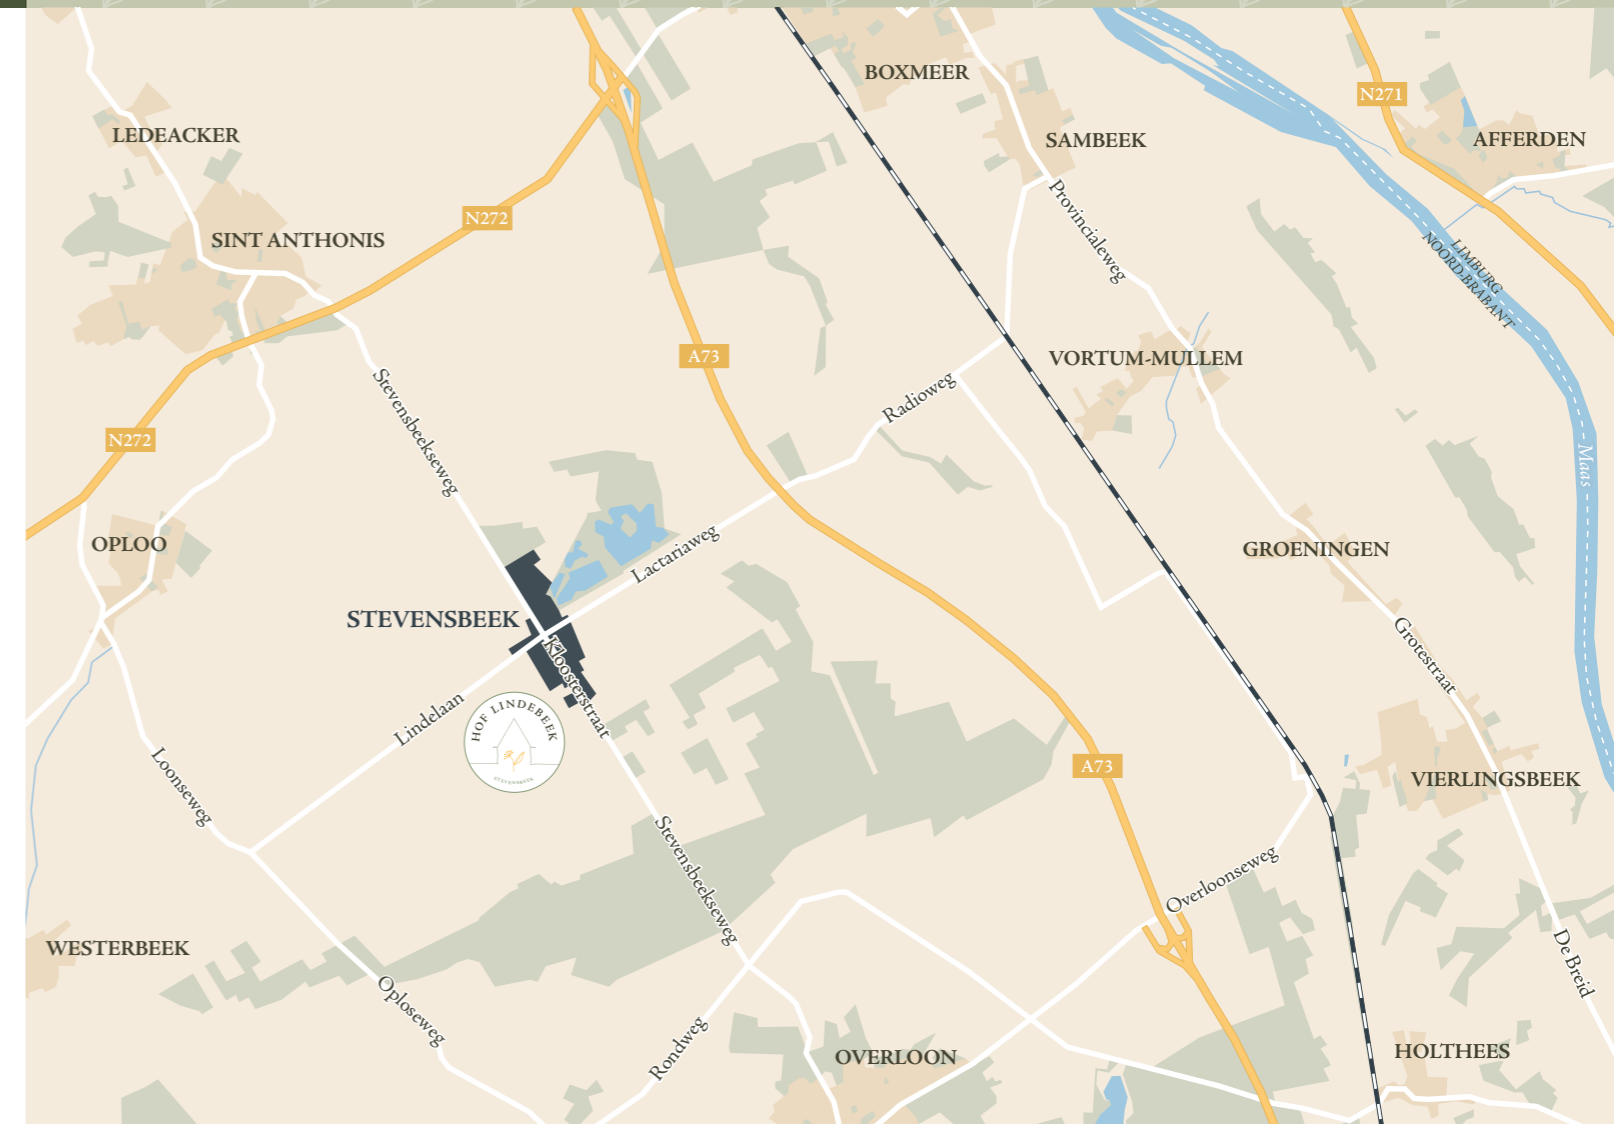 BOXMEER
N271
LEDEACKER
SAMBEEK
AFFERDEN
N272
SINT ANTHONIS
Provincialeweg
LIMBURG
NOORD-BRABANT
A73
VORTUM-MULLEM
Radioweg
Stevensbeekseweg
N272
Maas
OPLOO
Lactariaweg
GROENINGEN
STEVENSBEEK
Kloosterstraat
Grotestraat
Lindelaan
HOF LINDEBEEK
STEVENSBEEK
Loonseweg
A73
VIERLINGSBEEK
Stevensbeekseweg
Overloonseweg
WESTERBEEK
De Breid
Oploseweg
Rondweg
OVERLOON
HOLTHEES